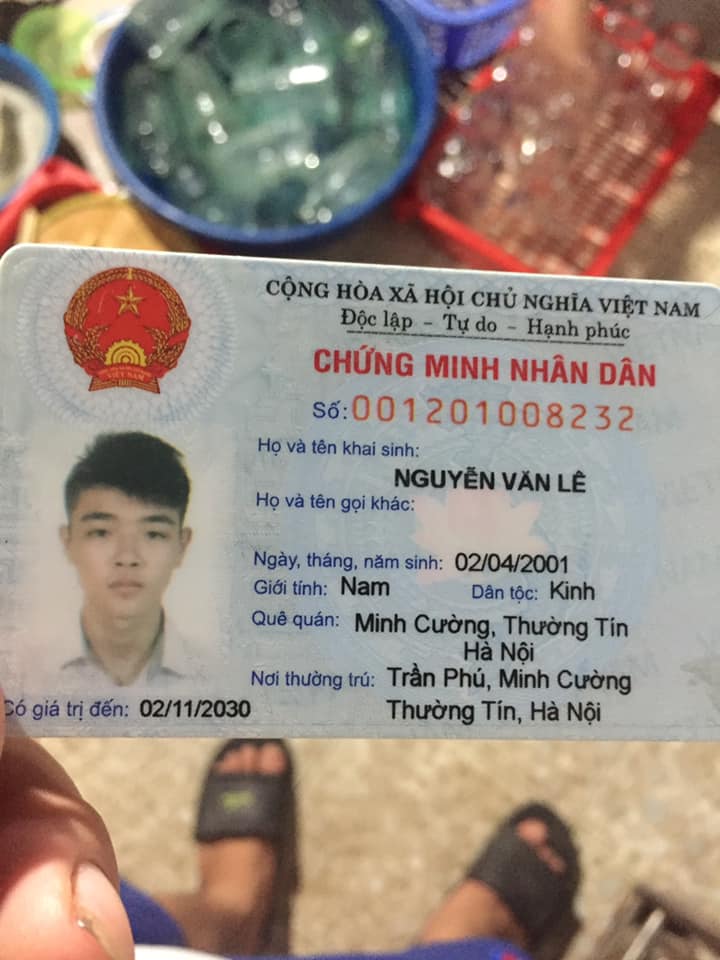 CỘNG HÒA XÃ HỘI CHỦ NGHĨA VIỆT NAM
Độc lập - Tự do - Hạnh phúc
CHỨNG MINH NHÂN DÂN
Số: 001201008232
Họ và tên khai sinh:
NGUYỄN VĂN LÊ
Họ và tên gọi khác:
Ngày, tháng, năm sinh: 02/04/2001
Giới tính: Nam Dân tộc: Kinh
Quê quán: Minh Cường, Thường Tín
Hà Nội
Nơi thường trú: Trần Phú, Minh Cường
Thường Tín, Hà Nội
Có giá trị đến: 02/11/2030